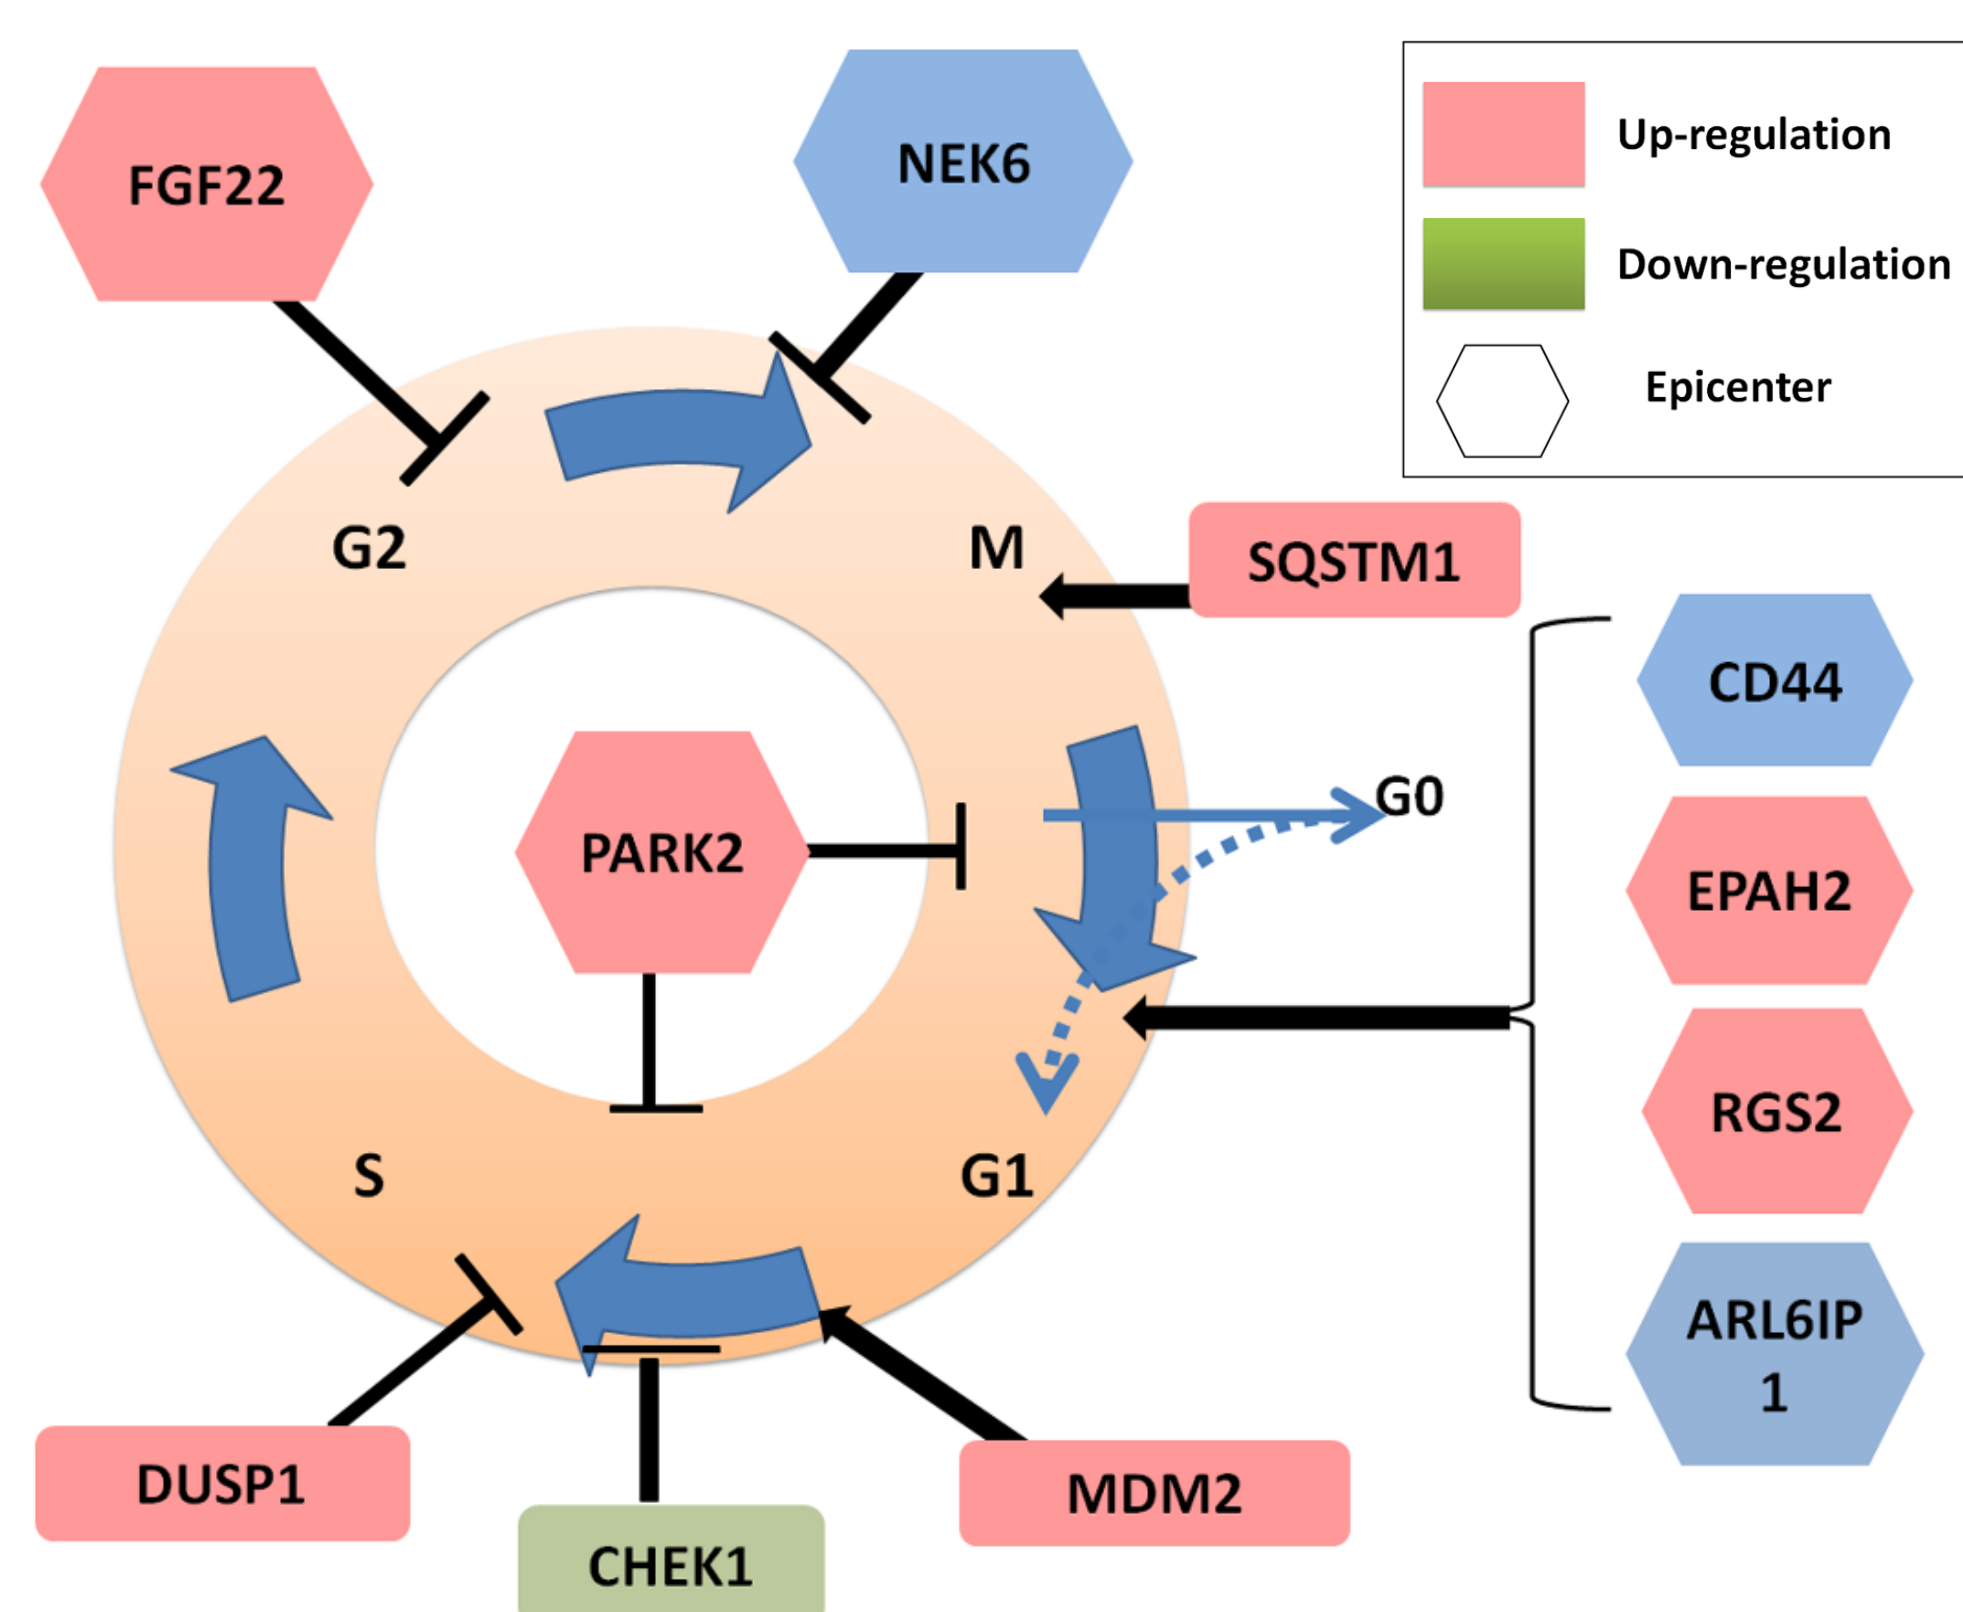 FGF22
NEK6
Up-regulation
Down-regulation
Epicenter
G2
M
SQSTM1
CD44
G0
PARK2
EPAH2
RGS2
S
G1
ARL6IP
1
DUSP1
MDM2
CHEK1